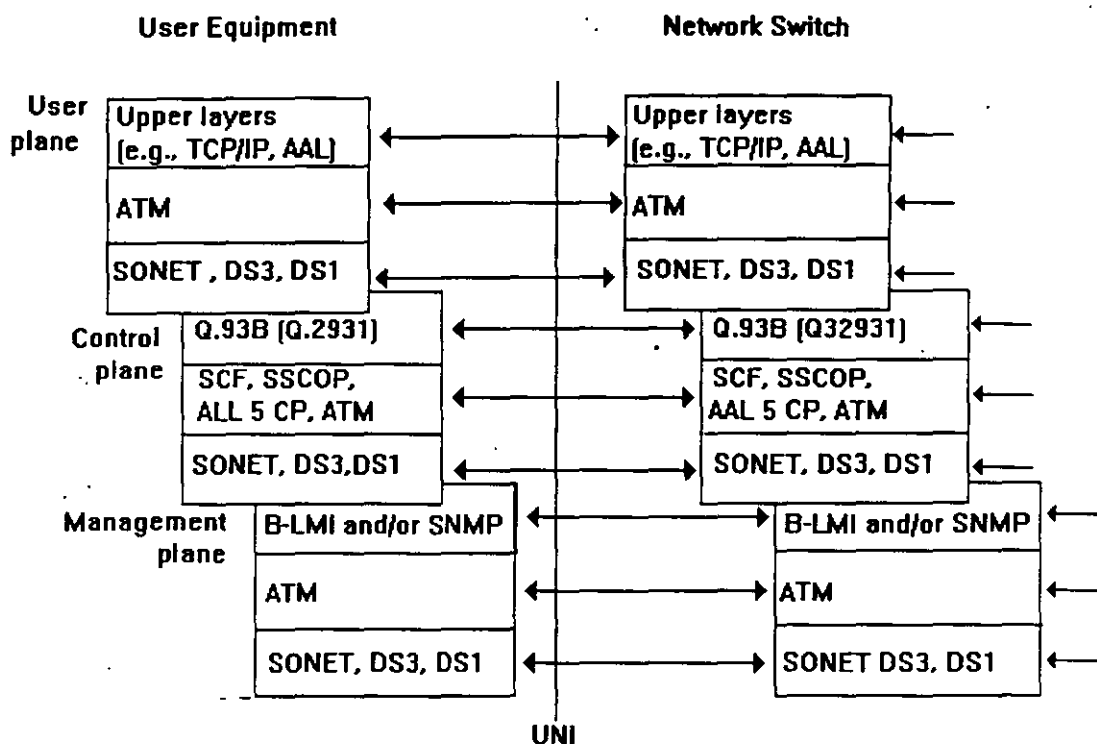 User Equipment
Network Switch
User
plane
Upper layers
(e.g., TCP/IP, AAL)
ATM
SONET , DS3, DS1
Upper layers
(e.g., TCP/IP, AAL)
ATM
SONET, DS3, DS1
Control
plane
Q.93B (Q.2931)
SCF, SSCOP,
ALL 5 CP, ATM
SONET, DS3,DS1
Q.93B (Q32931)
SCF, SSCOP,
AAL 5 CP, ATM
SONET, DS3, DS1
Management
plane
B-LMI and/or SNMP
ATM
SONET, DS3, DS1
B-LMI and/or SNMP
ATM
SONET DS3, DS1
UNI